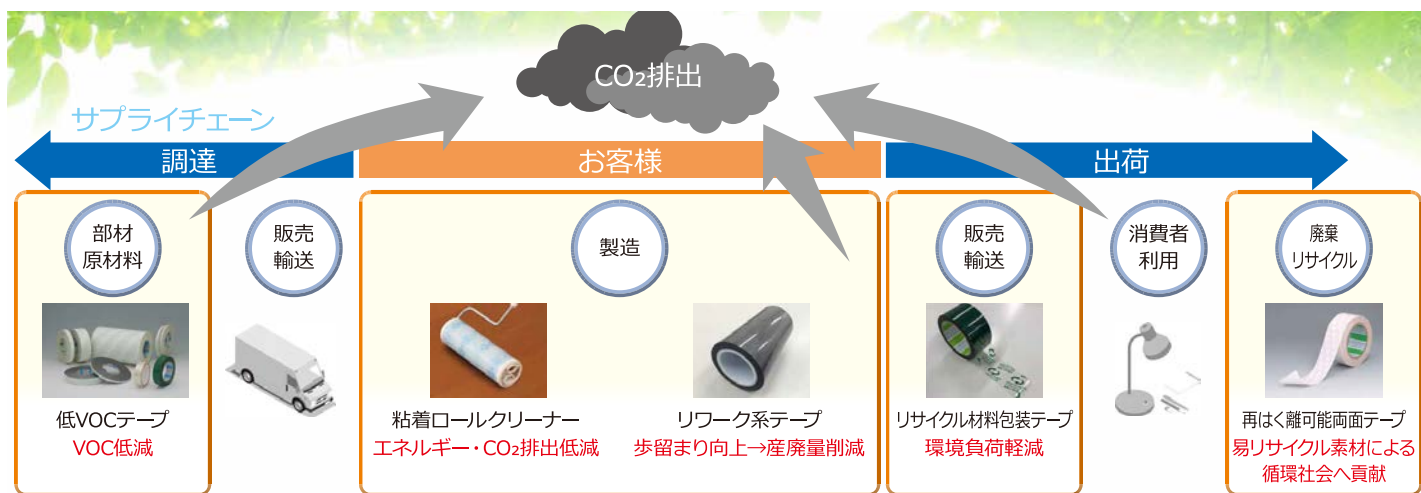 CO₂排出
サプライチェーン
調達
お客様
出荷
部材
原材料
販売
輸送
製造
販売
輸送
消費者
利用
廃棄
リサイクル
低VOCテープ
VOC低減
粘着ロールクリーナー
エネルギー・CO₂排出低減
リワーク系テープ
歩留まり向上→産廃量削減
リサイクル材料包装テープ
環境負荷軽減
再はく離可能両面テープ
易リサイクル素材による
循環社会へ貢献